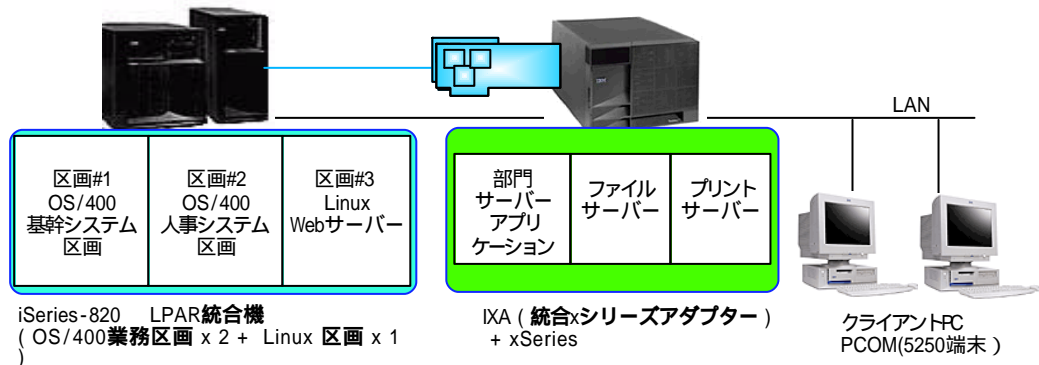 LAN
区画#1
OS/400
基幹システム
区画
区画#2
OS/400
人事システム
区画
区画#3
Linux
Webサーバー
部門
サーバー
アプリ
ケーション
ファイル
サーバー
プリント
サーバー
iSeries-820 LPAR統合機
( OS/400業務区画 x 2 + Linux 区画 x 1
)
IXA ( 統合xシリーズアダプター )
+ xSeries
クライアントPC
PCOM(5250端末 )